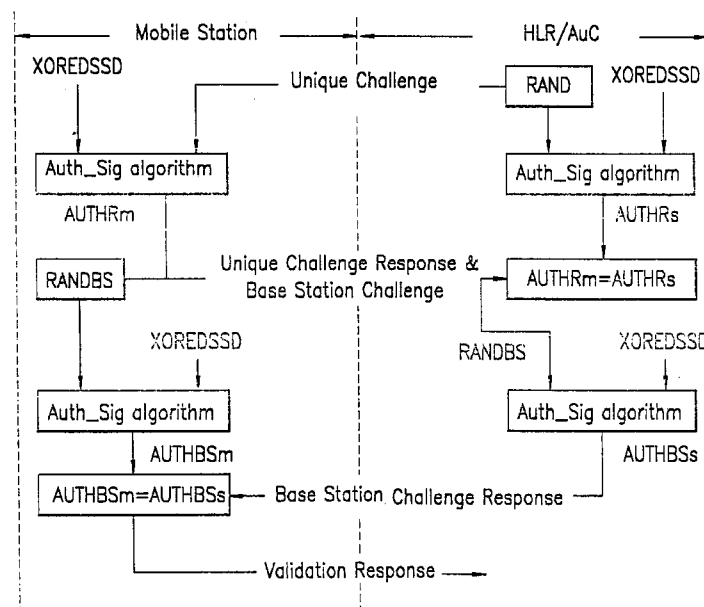 Mobile Station
HLR/AuC
XOREDSSD
Unique Challenge
RAND
XOREDSSD
Auth_Sig algorithm
Auth_Sig algorithm
AUTHRm
AUTHRs
RANDBS
Unique Challenge Response &
Base Station Challenge
AUTHRm=AUTHRs
XOREDSSD
RANDBS
XOREDSSD
Auth_Sig algorithm
Auth_Sig algorithm
AUTHBSm
AUTHBSs
AUTHBSm=AUTHBSs
Base Station Challenge Response
Validation Response